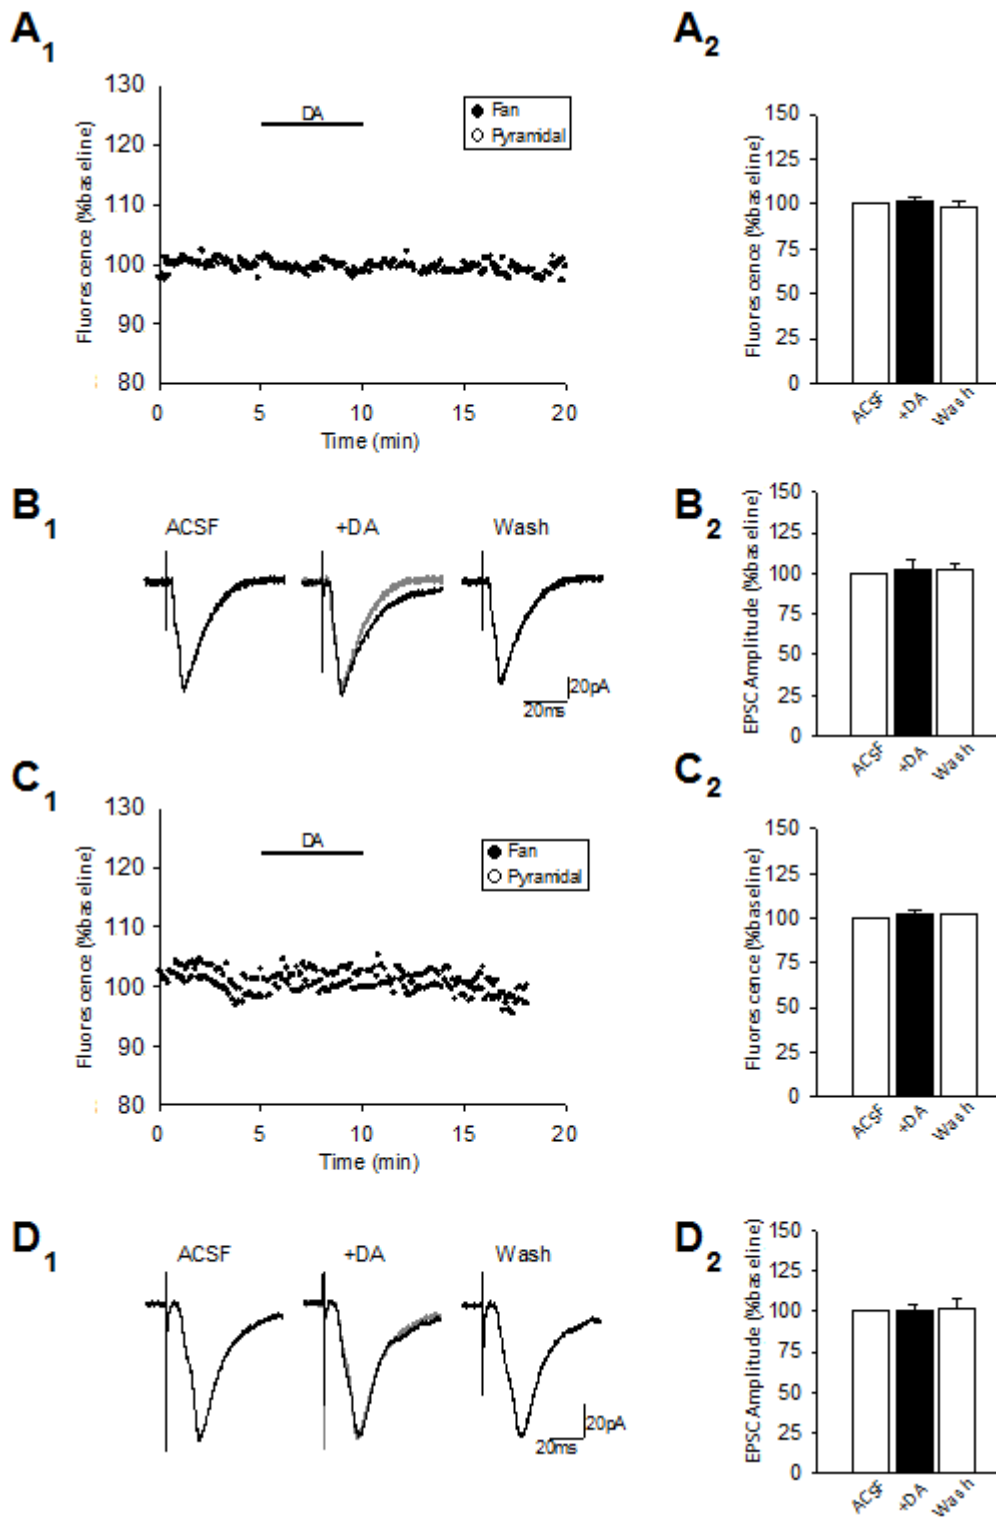 A1
130
120
110
100
90
80
Fluorescence (%baseline)
DA
Fan
Pyramidal
0 5 10 15 20
Time (min)
A2
150
125
100
75
50
25
0
Fluorescence (%baseline)
ACSF +DA Wash
B1
ACSF +DA Wash
20pA
20ms
B2
150
125
100
75
50
25
0
EPSC Amplitude (%baseline)
ACSF +DA Wash
C1
130
120
110
100
90
80
Fluorescence (%baseline)
DA
Fan
Pyramidal
0 5 10 15 20
Time (min)
C2
150
125
100
75
50
25
0
Fluorescence (%baseline)
ACSF +DA Wash
D1
ACSF +DA Wash
20pA
20ms
D2
150
125
100
75
50
25
0
EPSC Amplitude (%baseline)
ACSF +DA Wash